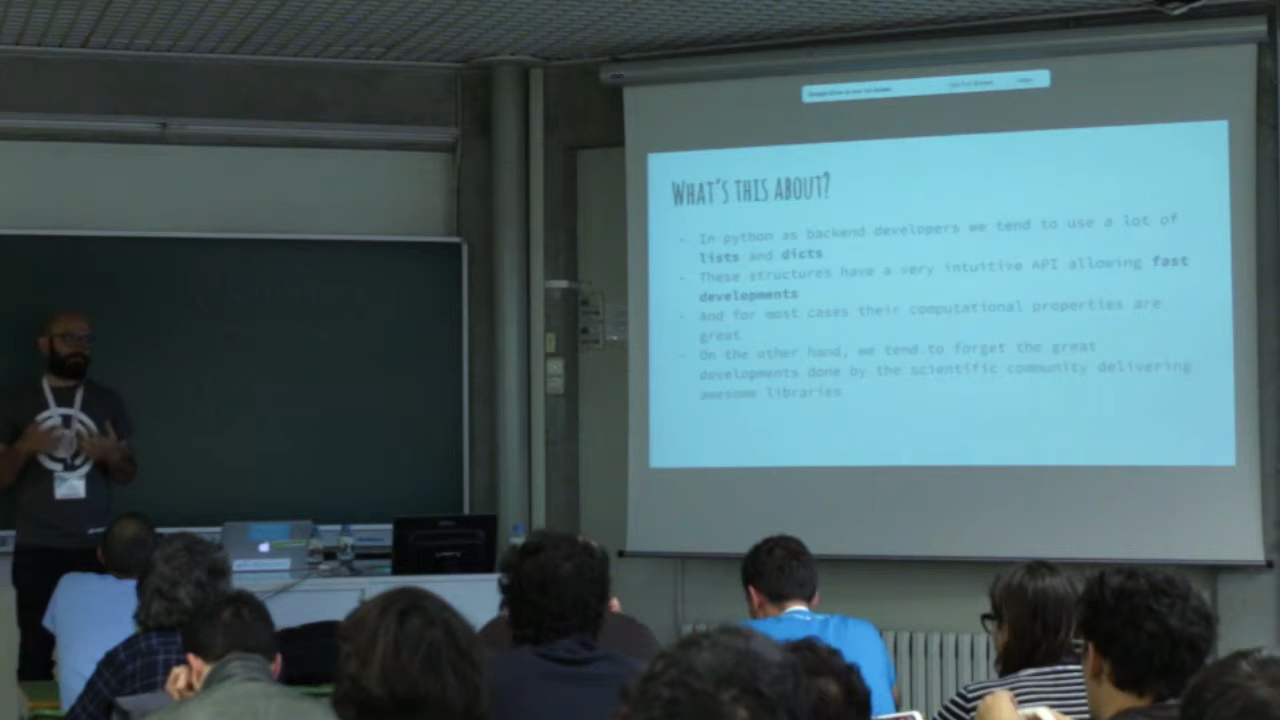 WHAT'S THIS ABOUT?
- In python as backend developers we tend to use a lot of
lists and dicts
- These structures have a very intuitive API allowing fast
developments
- And for most cases their computational properties are
great
- On the other hand, we tend to forget the great
developments done by the scientific community delivering
awesome libraries